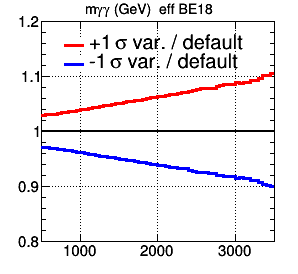 mγγ (GeV) eff BE18
+1 σ var. / default
-1 σ var. / default
1.2
1.1
1
0.9
0.8
1000 2000 3000